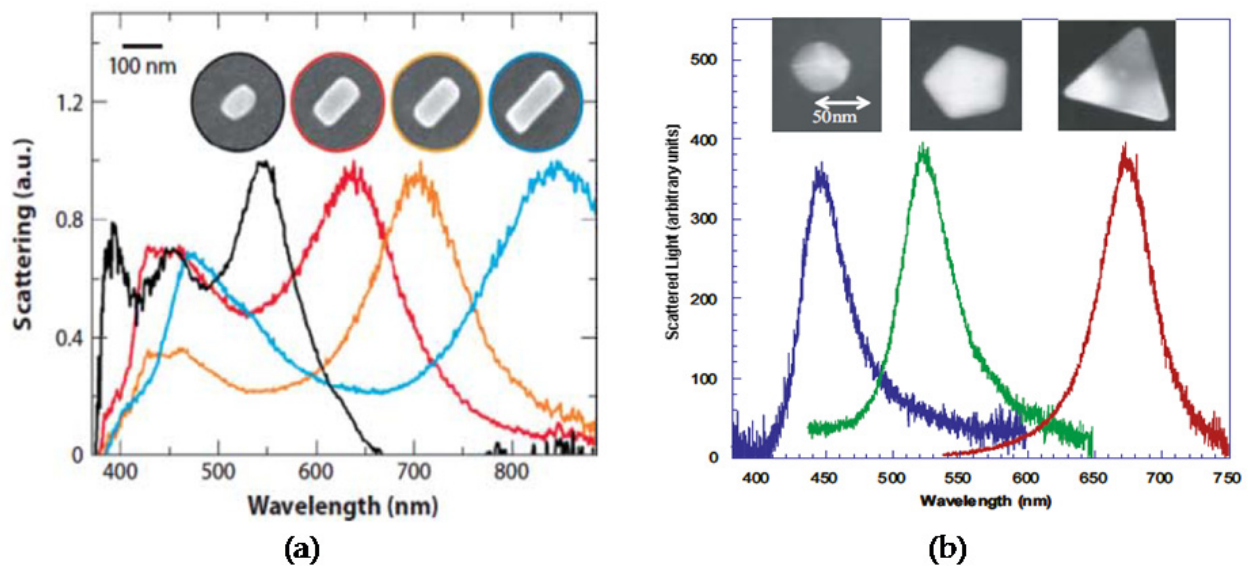 100 nm
1.2
0.8
0.4
0
Scattering (a.u.)
400 500 600 700 800
Wavelength (nm)
(a)
50nm
500
400
300
200
100
0
Scattered Light (arbitrary units)
400 450 500 550 600 650 700 750
Wavelength (nm)
(b)